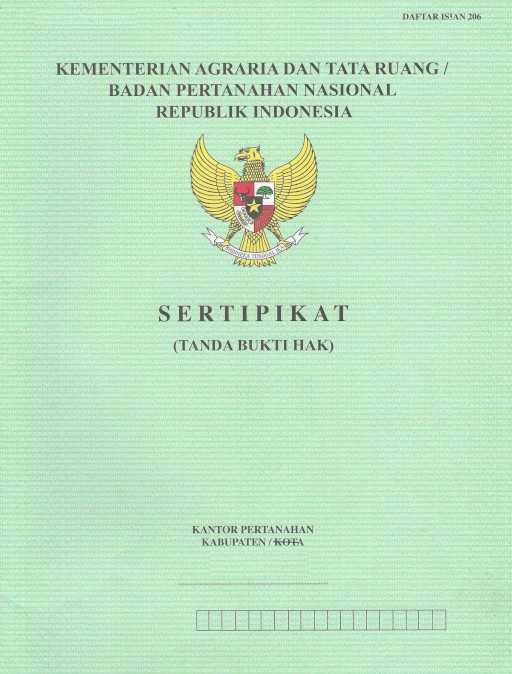 DAFTAR ISIAN 206
KEMENTERIAN AGRARIA DAN TATA RUANG /
BADAN PERTANAHAN NASIONAL
REPUBLIK INDONESIA
BHINNEKA TUNGGAL IKA
SERTIPIKAT
(TANDA BUKTI HAK)
KANTOR PERTANAHAN
KABUPATEN / KOTA